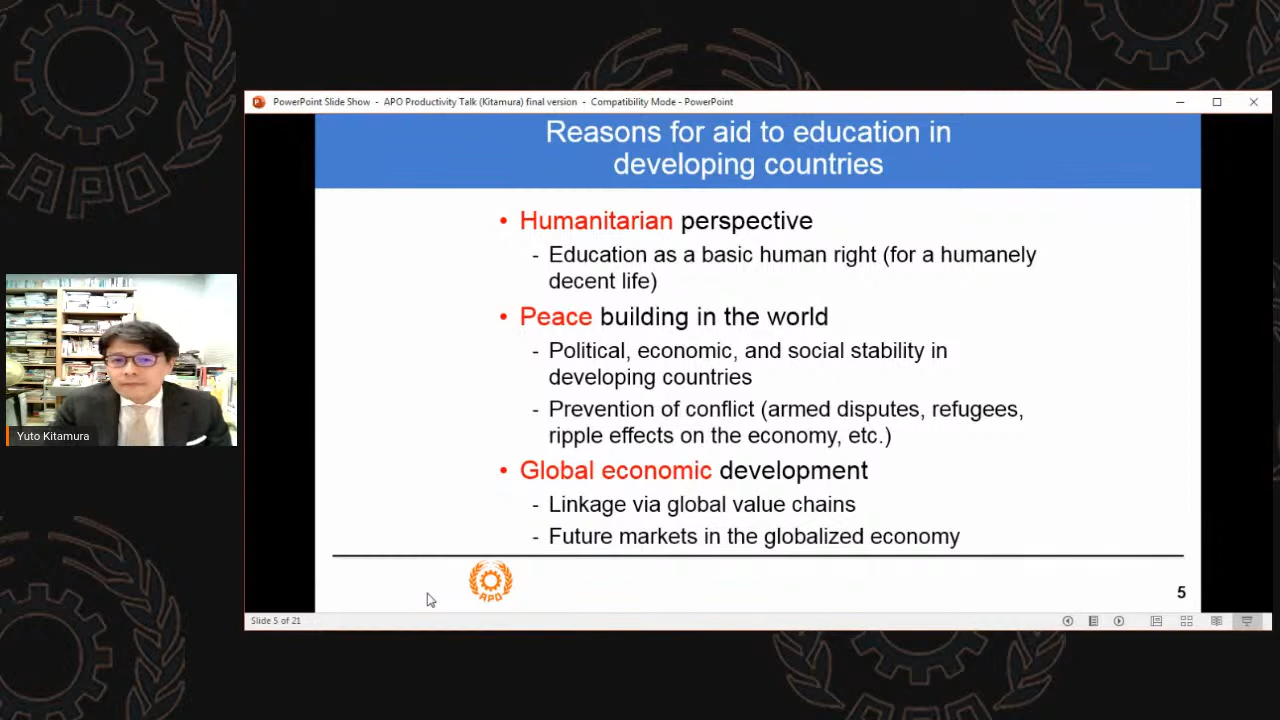 APO
PowerPoint Slide Show - APO Productivity Talk (Kitamura) final version - Compatibility Mode - PowerPoint
Reasons for aid to education in
developing countries
• Humanitarian perspective
- Education as a basic human right (for a humanely
decent life)
• Peace building in the world
- Political, economic, and social stability in
developing countries
- Prevention of conflict (armed disputes, refugees,
ripple effects on the economy, etc.)
• Global economic development
- Linkage via global value chains
- Future markets in the globalized economy
APO
5
Slide 5 of 21
Yuto Kitamura